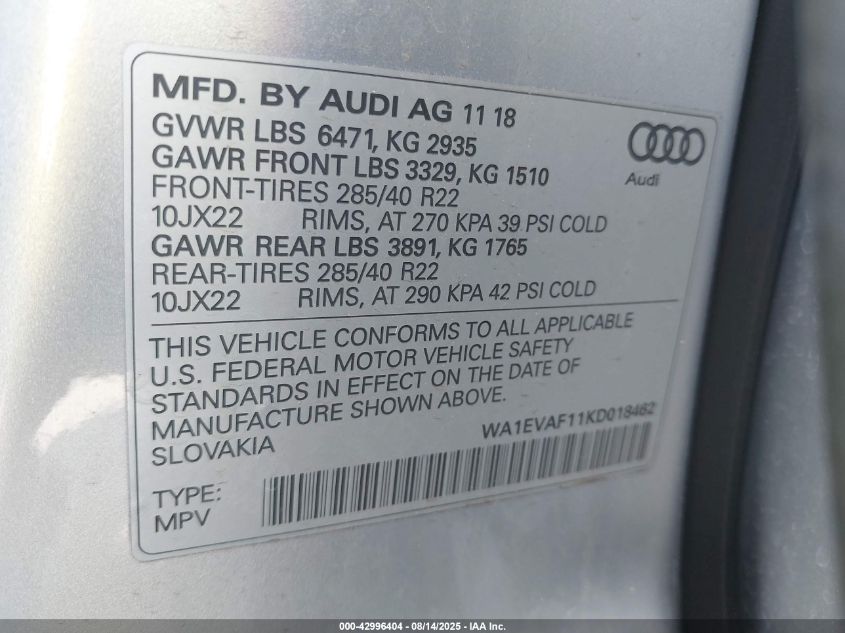 MFD. BY AUDI AG 11 18
GVWR LBS 6471, KG 2935
GAWR FRONT LBS 3329, KG 1510
FRONT-TIRES 285/40 R22
10JX22 RIMS, AT 270 KPA 39 PSI COLD
GAWR REAR LBS 3891, KG 1765
REAR-TIRES 285/40 R22
10JX22 RIMS, AT 290 KPA 42 PSI COLD
Audi
THIS VEHICLE CONFORMS TO ALL APPLICABLE
U.S. FEDERAL MOTOR VEHICLE SAFETY
STANDARDS IN EFFECT ON THE DATE OF
MANUFACTURE SHOWN ABOVE.
SLOVAKIA
WA1EVAF11KD018462
TYPE:
MPV
000-42996404 - 08/14/2025 - IAA Inc.